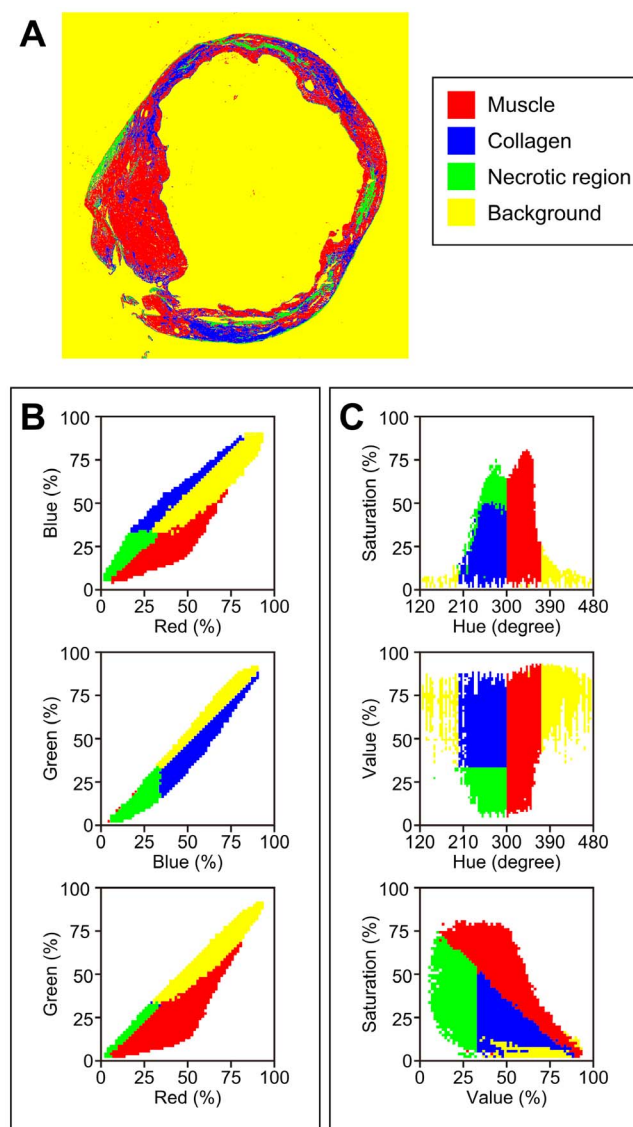 A
Muscle
Collagen
Necrotic region
Background
B
100
75
50
25
0
Blue (%)
0 25 50 75 100
Red (%)
100
75
50
25
0
Green (%)
0 25 50 75 100
Blue (%)
100
75
50
25
0
Green (%)
0 25 50 75 100
Red (%)
C
100
75
50
25
0
Saturation (%)
120 210 300 390 480
Hue (degree)
100
75
50
25
0
Value (%)
120 210 300 390 480
Hue (degree)
100
75
50
25
0
Saturation (%)
0 25 50 75 100
Value (%)